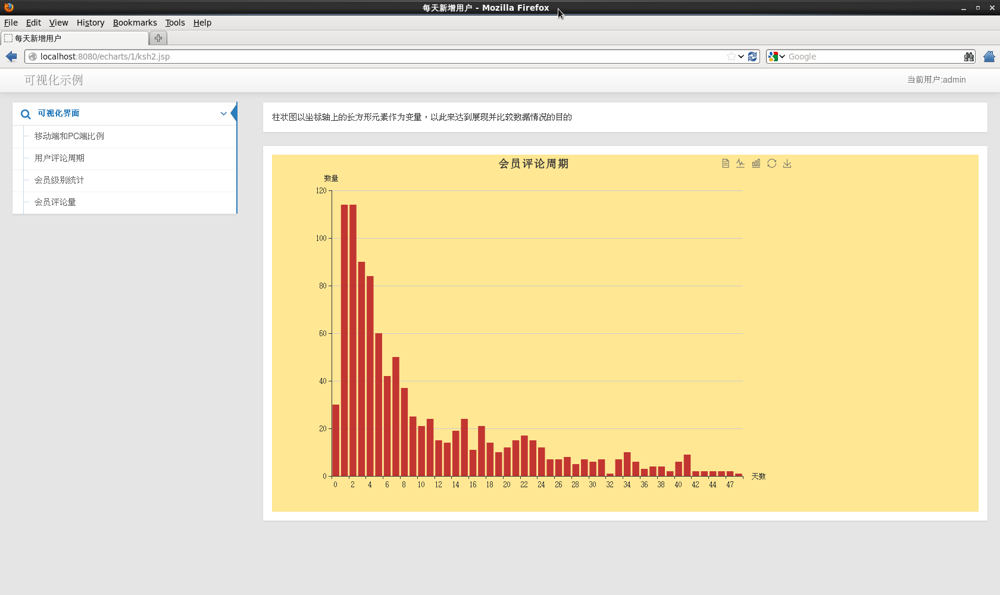 每天新增用户 - Mozilla Firefox
File Edit View History Bookmarks Tools Help
每天新增用户
localhost:8080/echarts/1/ksh2.jsp
Google
可视化示例
当前用户:admin
可视化界面
移动端和PC端比例
用户评论周期
会员级别统计
会员评论量
柱状图以坐标轴上的长方形元素作为变量，以此来达到展现并比较数据情况的目的
会员评论周期
数量
120
100
80
60
40
20
0
0 2 4 6 8 10 12 14 16 18 20 22 24 26 28 30 32 34 36 38 40 42 44 47
天数